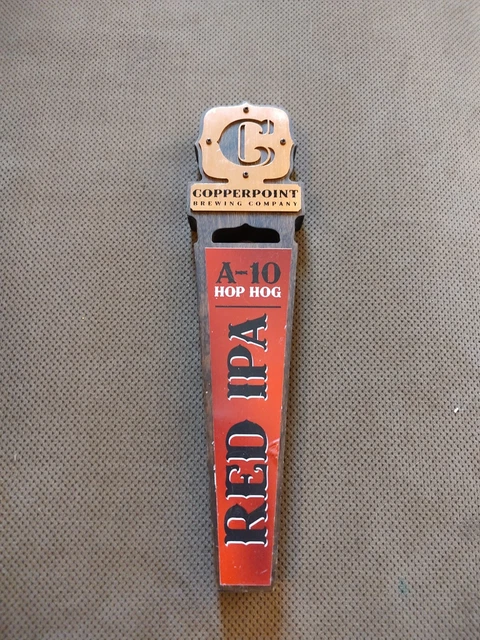 C
COPPERPOINT
BREWING COMPANY
A-10
HOP HOG
RED IPA